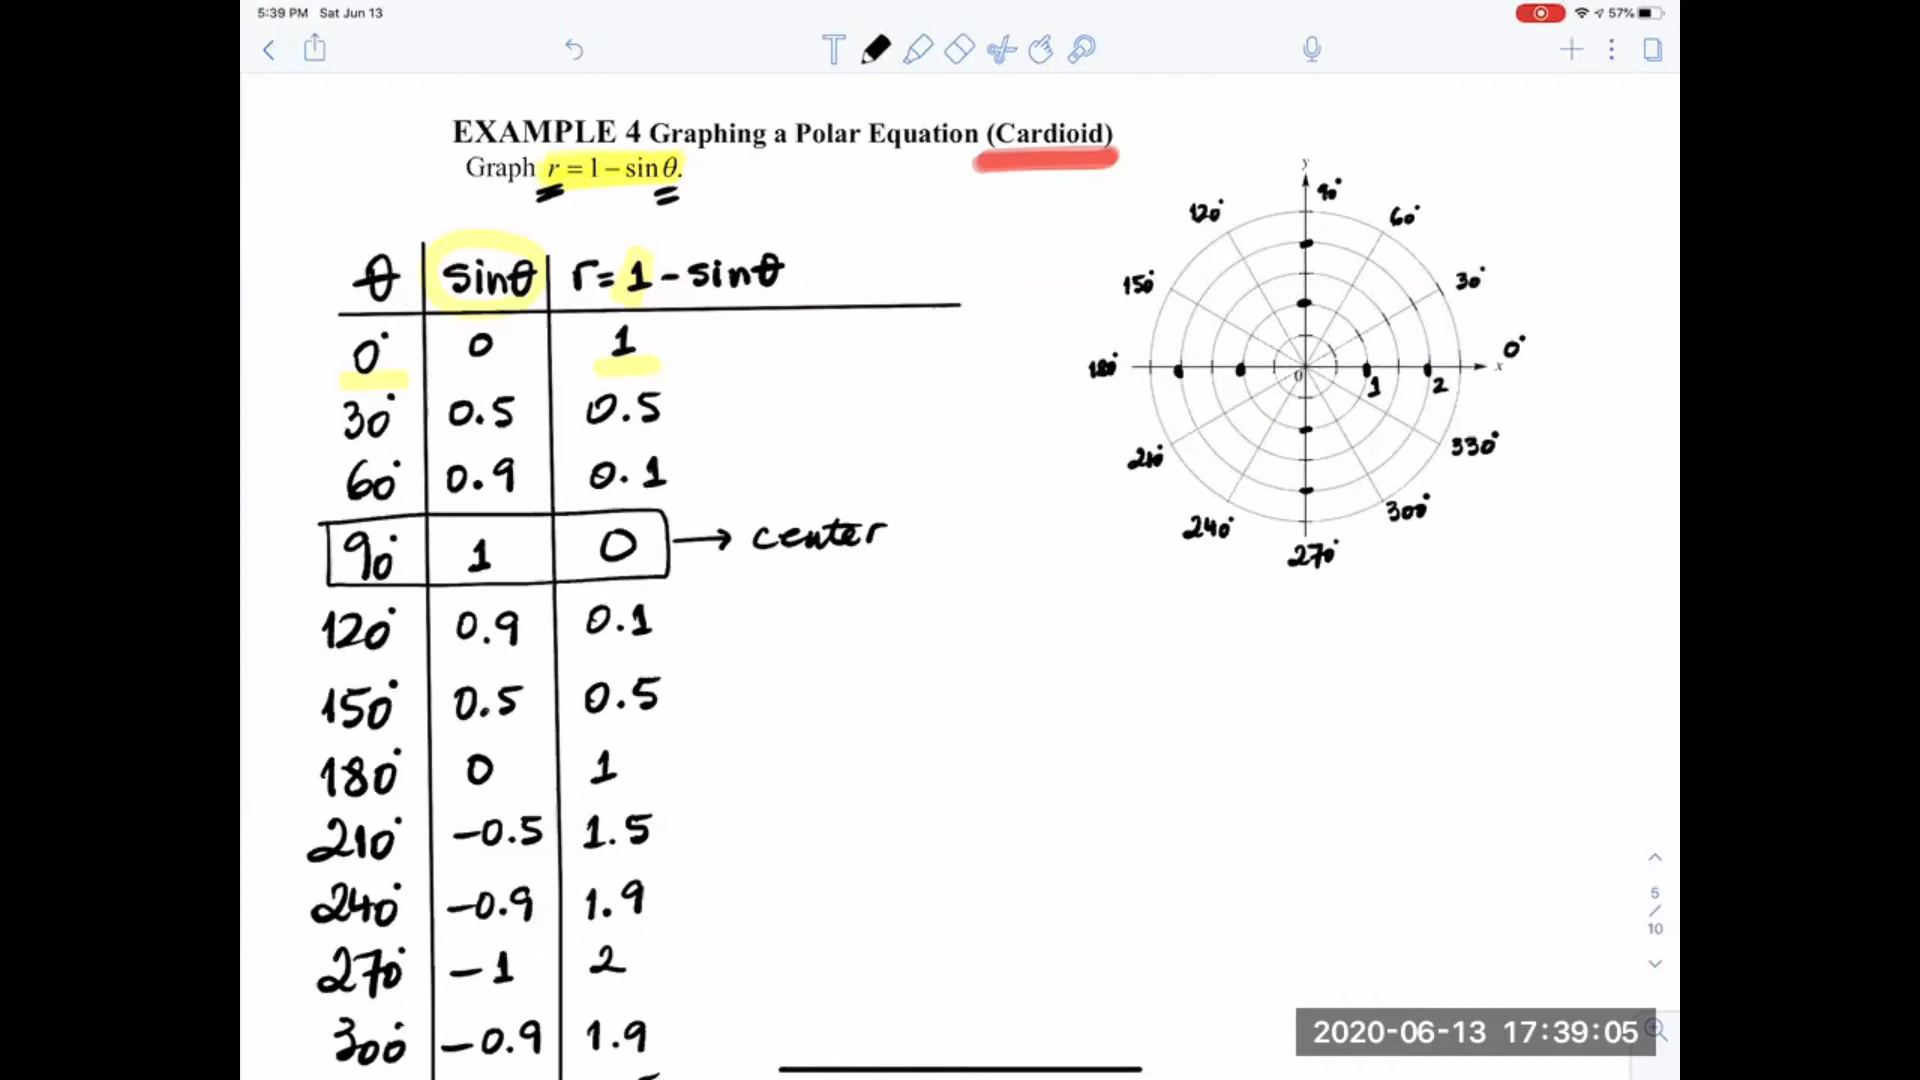 5:39 PM Sat Jun 13
57%
T
EXAMPLE 4 Graphing a Polar Equation (Cardioid)
Graph r = 1 − sin θ.
θ sinθ r = 1 - sinθ
0° 0 1
30° 0.5 0.5
60° 0.9 0.1
90° 1 0 → center
120° 0.9 0.1
150° 0.5 0.5
180° 0 1
210° -0.5 1.5
240° -0.9 1.9
270° -1 2
300° -0.9 1.9
y
90°
120° 60°
150° 30°
180° 0 1 2 x 0°
210° 330°
240° 300°
270°
5
/
10
2020-06-13 17:39:05